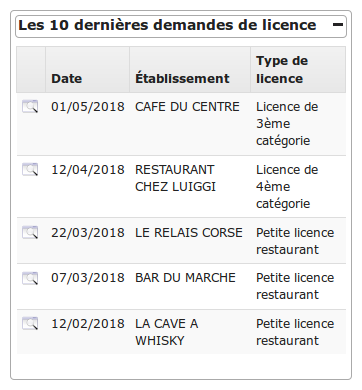 Les 10 dernières demandes de licence
Date Établissement Type de licence
01/05/2018 CAFE DU CENTRE Licence de 3ème catégorie
12/04/2018 RESTAURANT CHEZ LUIGGI Licence de 4ème catégorie
22/03/2018 LE RELAIS CORSE Petite licence restaurant
07/03/2018 BAR DU MARCHE Petite licence restaurant
12/02/2018 LA CAVE A WHISKY Petite licence restaurant